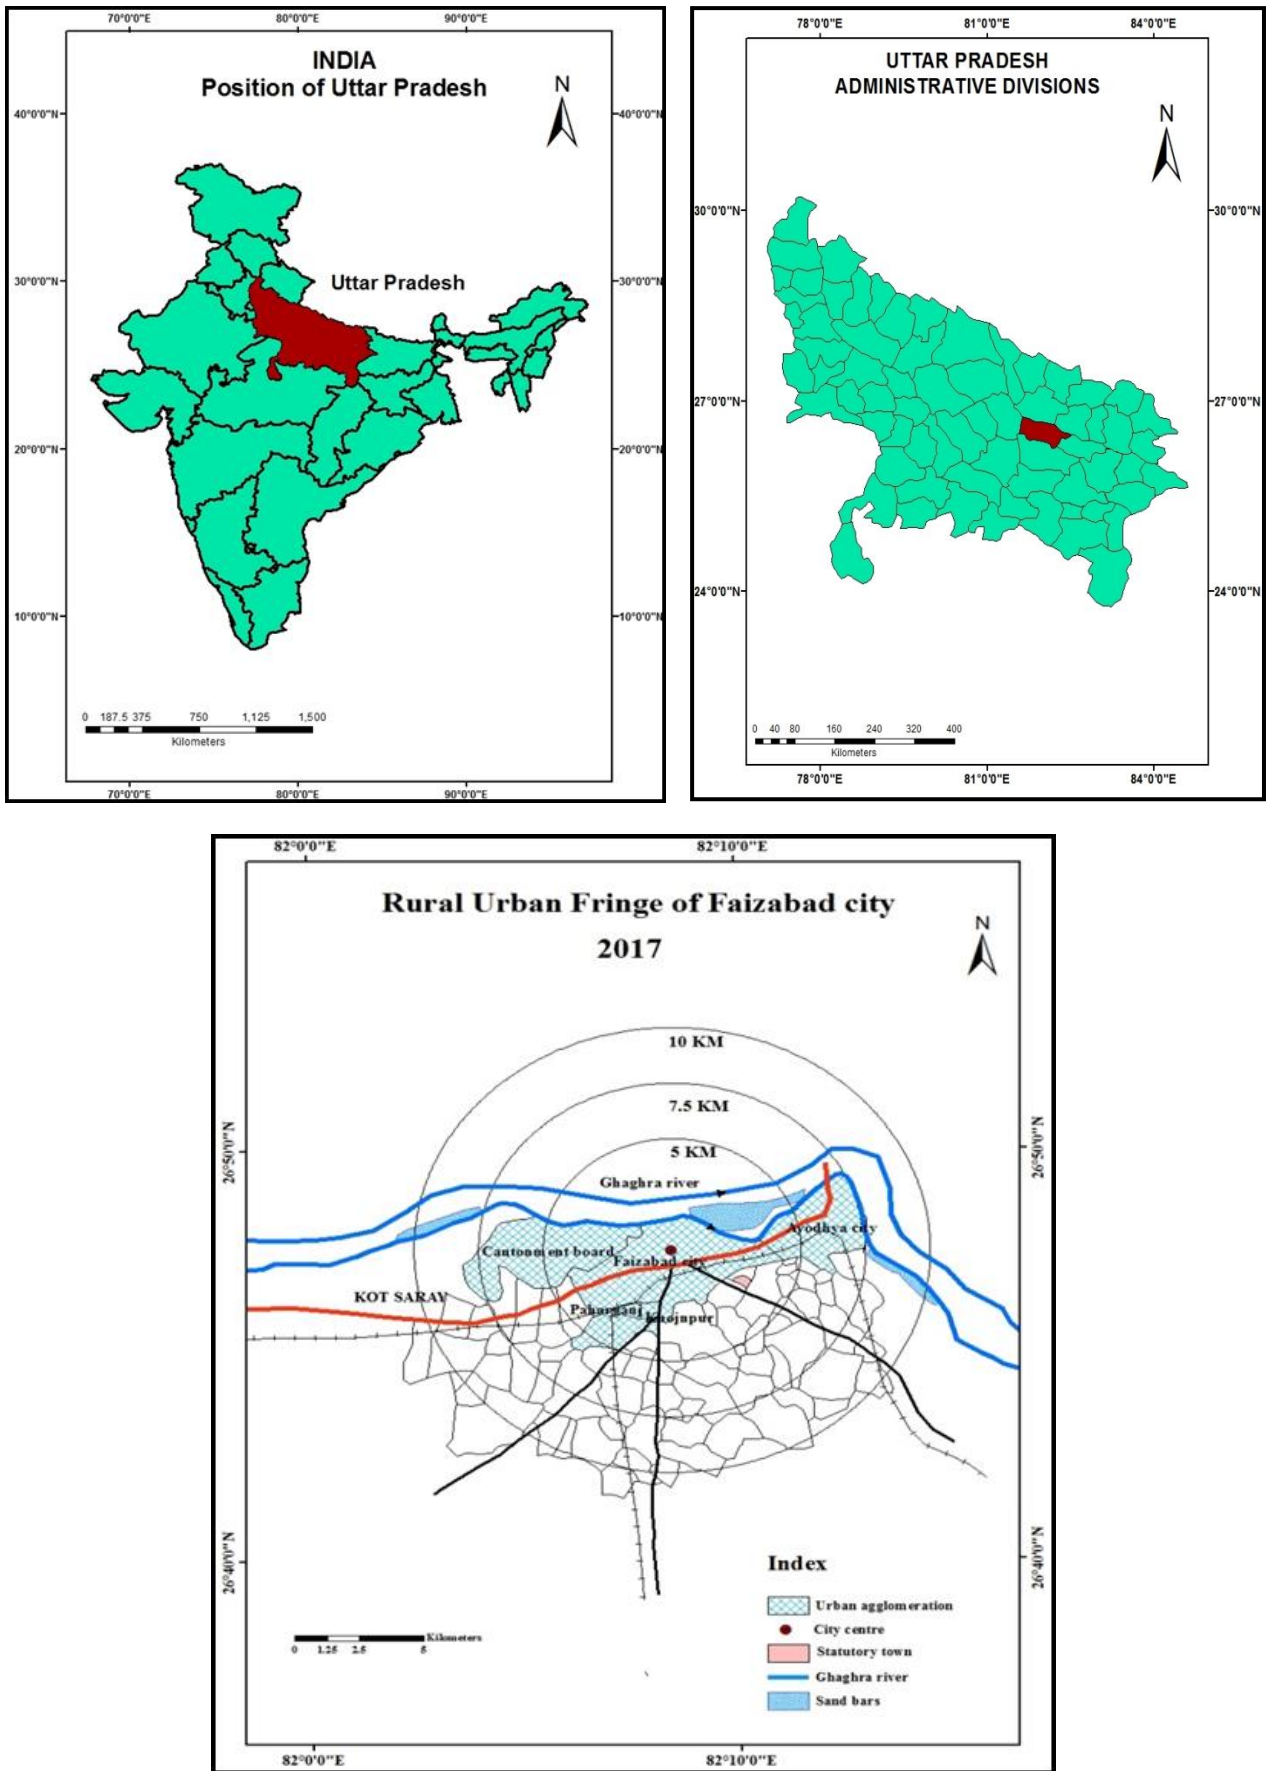 70°0'0"E 80°0'0"E 90°0'0"E
INDIA
Position of Uttar Pradesh
N
40°0'0"N 40°0'0"N
Uttar Pradesh
30°0'0"N 30°0'0"N
20°0'0"N 20°0'0"N
10°0'0"N 10°0'0"N
0 187.5 375 750 1,125 1,500
Kilometers
70°0'0"E 80°0'0"E 90°0'0"E
78°0'0"E 81°0'0"E 84°0'0"E
UTTAR PRADESH
ADMINISTRATIVE DIVISIONS
N
30°0'0"N 30°0'0"N
27°0'0"N 27°0'0"N
24°0'0"N 24°0'0"N
0 40 80 160 240 320 400
Kilometers
78°0'0"E 81°0'0"E 84°0'0"E
82°0'0"E 82°10'0"E
Rural Urban Fringe of Faizabad city
2017
N
10 KM
7.5 KM
5 KM
26°50'0"N 26°50'0"N
Ghaghra river
Ayodhya city
Cantonment board
Faizabad city
KOT SARAY
Paharganj
Khojnpur
26°40'0"N 26°40'0"N
Index
Urban agglomeration
City centre
Statutory town
Ghaghra river
Sand bars
Kilometers
0 1.25 2.5 5
82°0'0"E 82°10'0"E